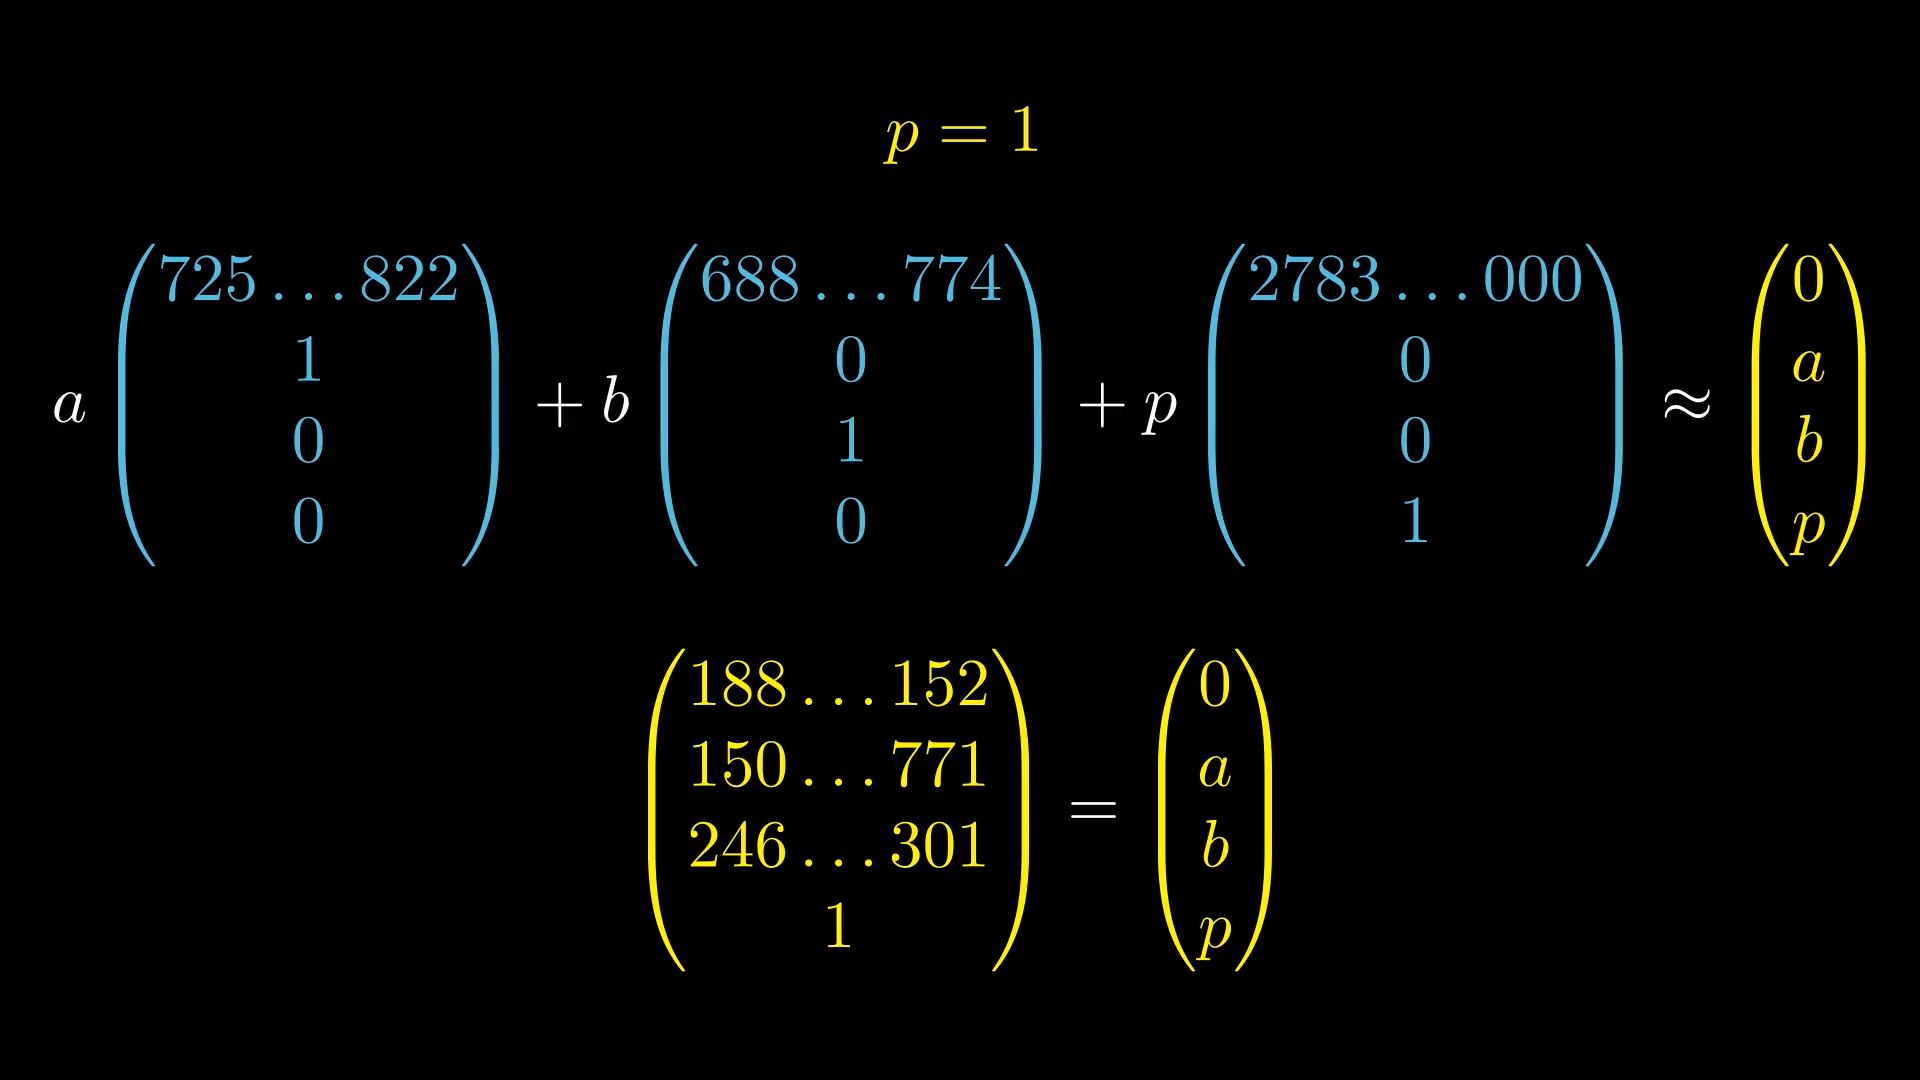 p = 1
a (725…822 1 0 0) + b (688…774 0 1 0) + p (2783…000 0 0 1) ≈ (0 a b p)
(188…152 150…771 246…301 1) = (0 a b p)